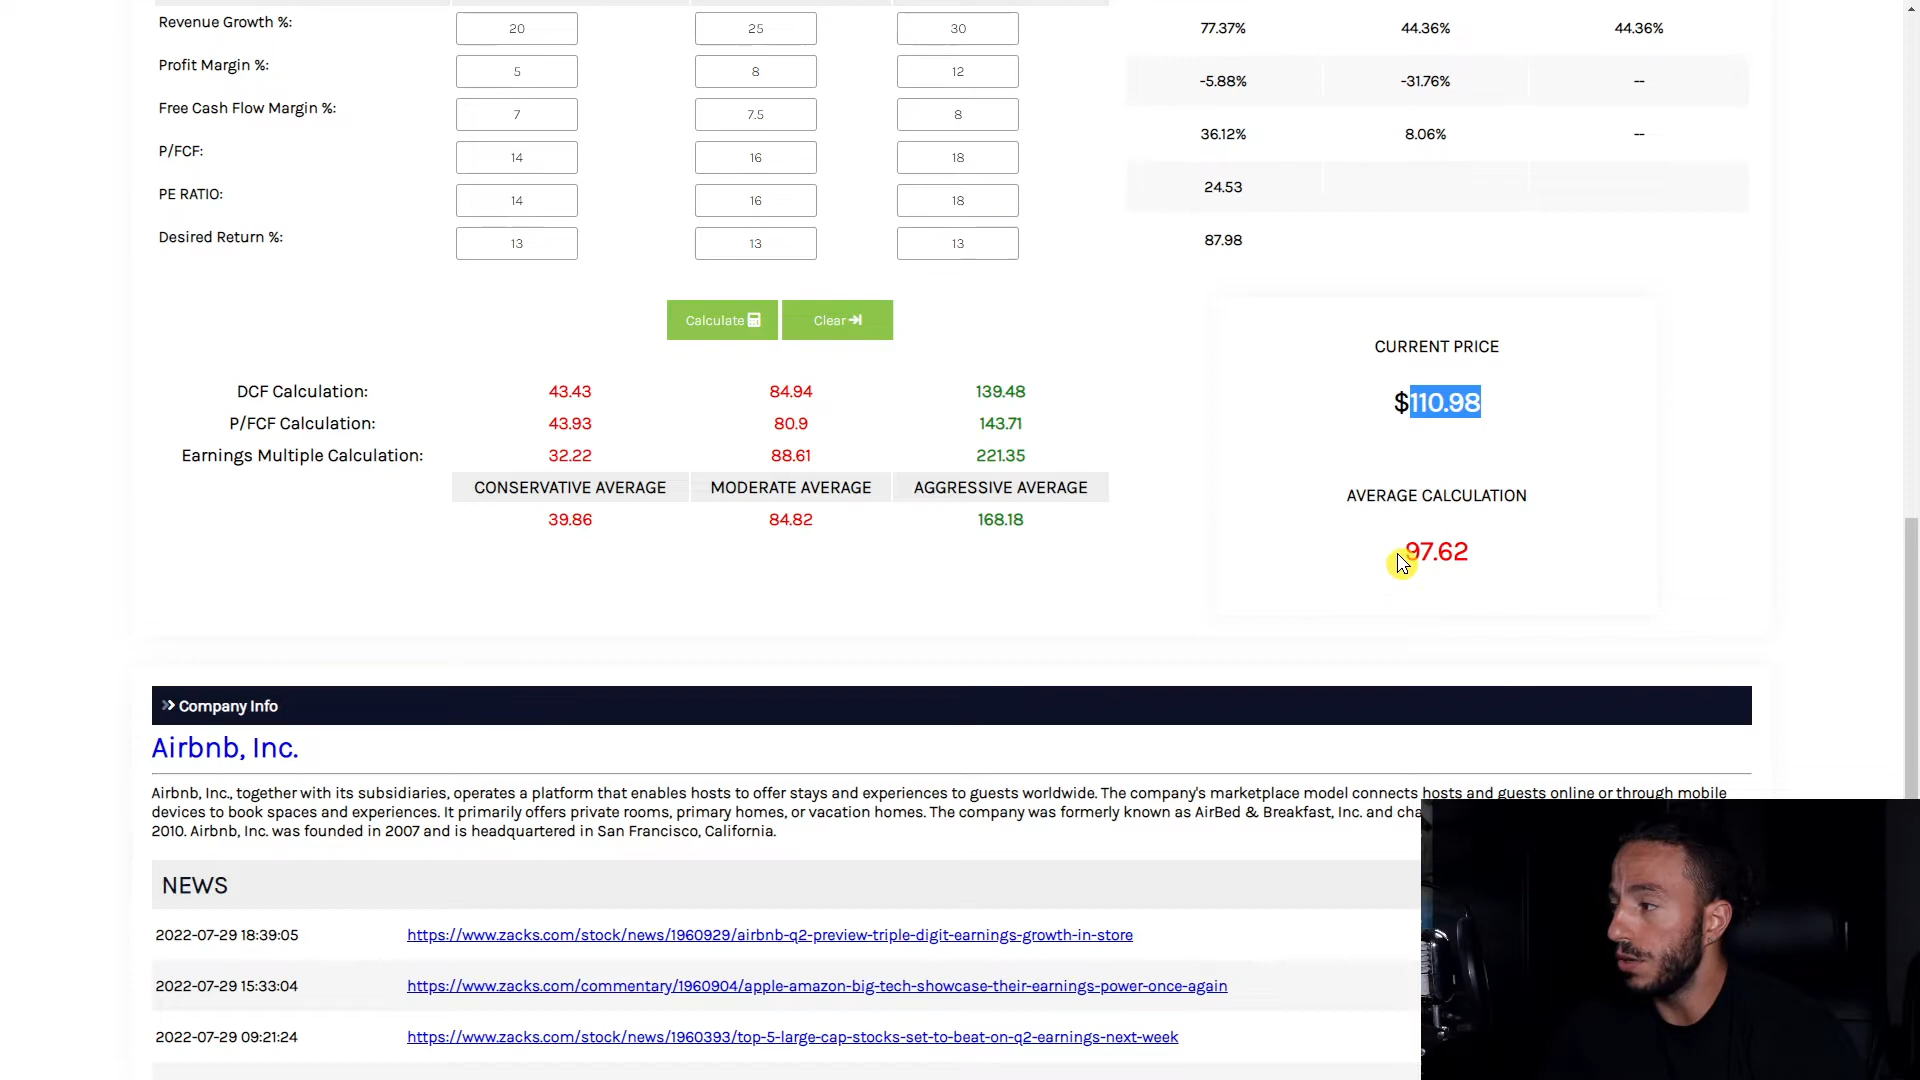 Revenue Growth %: 20 25 30 77.37% 44.36% 44.36%
Profit Margin %: 5 8 12 -5.88% -31.76% --
Free Cash Flow Margin %: 7 7.5 8 36.12% 8.06% --
P/FCF: 14 16 18 24.53
PE RATIO: 14 16 18 87.98
Desired Return %: 13 13 13
Calculate Clear
CURRENT PRICE
$110.98
DCF Calculation: 43.43 84.94 139.48
P/FCF Calculation: 43.93 80.9 143.71
Earnings Multiple Calculation: 32.22 88.61 221.35
CONSERVATIVE AVERAGE MODERATE AVERAGE AGGRESSIVE AVERAGE
39.86 84.82 168.18
AVERAGE CALCULATION
97.62
Company Info
Airbnb, Inc.
Airbnb, Inc., together with its subsidiaries, operates a platform that enables hosts to offer stays and experiences to guests worldwide. The company's marketplace model connects hosts and guests online or through mobile
devices to book spaces and experiences. It primarily offers private rooms, primary homes, or vacation homes. The company was formerly known as AirBed & Breakfast, Inc. and cha
2010. Airbnb, Inc. was founded in 2007 and is headquartered in San Francisco, California.
NEWS
2022-07-29 18:39:05 https://www.zacks.com/stock/news/1960929/airbnb-q2-preview-triple-digit-earnings-growth-in-store
2022-07-29 15:33:04 https://www.zacks.com/commentary/1960904/apple-amazon-big-tech-showcase-their-earnings-power-once-again
2022-07-29 09:21:24 https://www.zacks.com/stock/news/1960393/top-5-large-cap-stocks-set-to-beat-on-q2-earnings-next-week